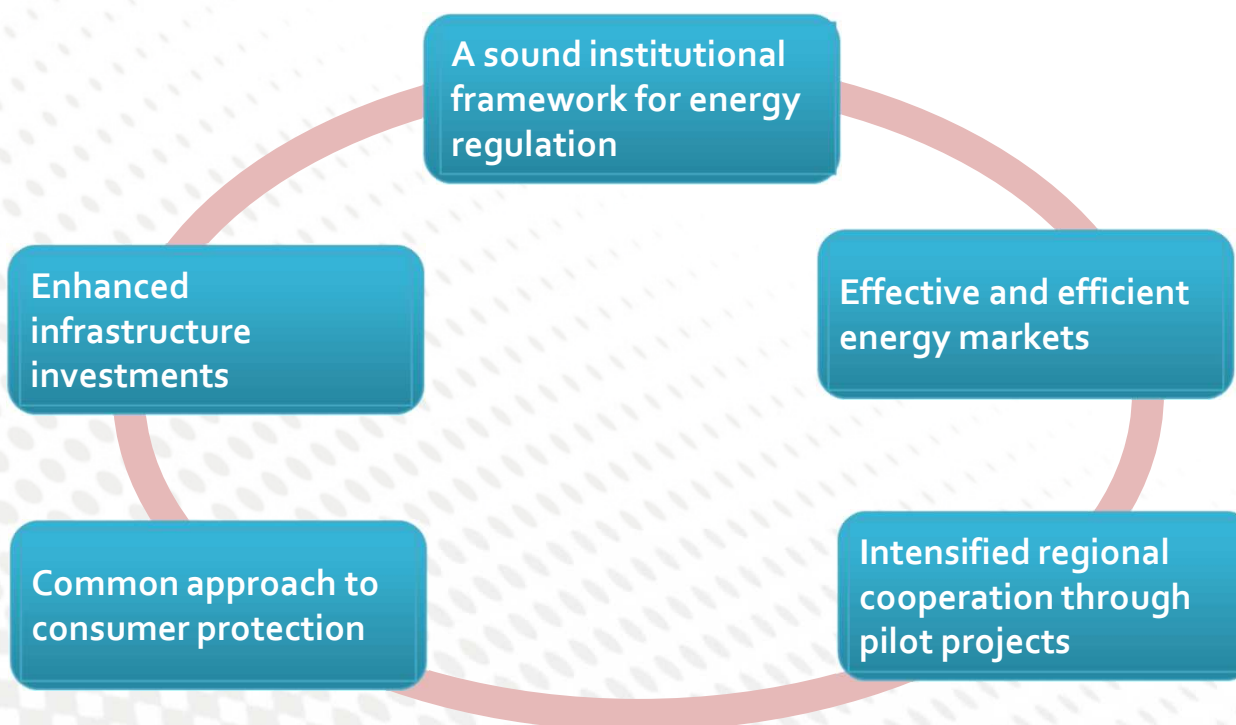 A sound institutional
framework for energy
regulation
Enhanced
infrastructure
investments
Effective and efficient
energy markets
Common approach to
consumer protection
Intensified regional
cooperation through
pilot projects